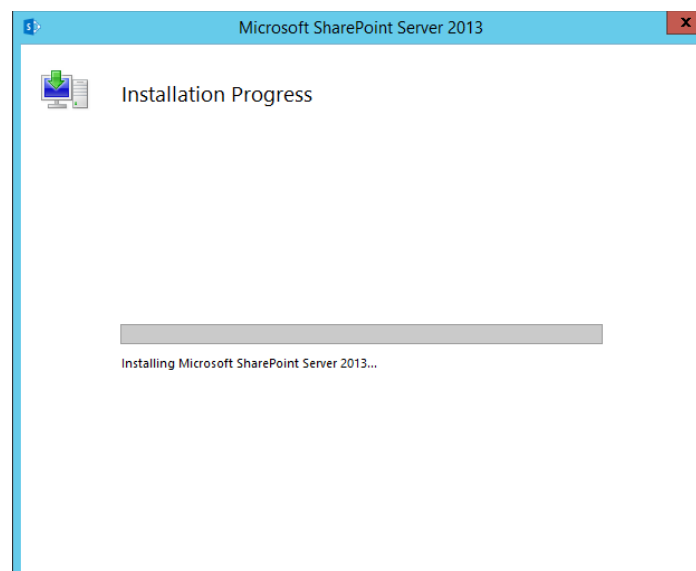 Microsoft SharePoint Server 2013
Installation Progress
Installing Microsoft SharePoint Server 2013...